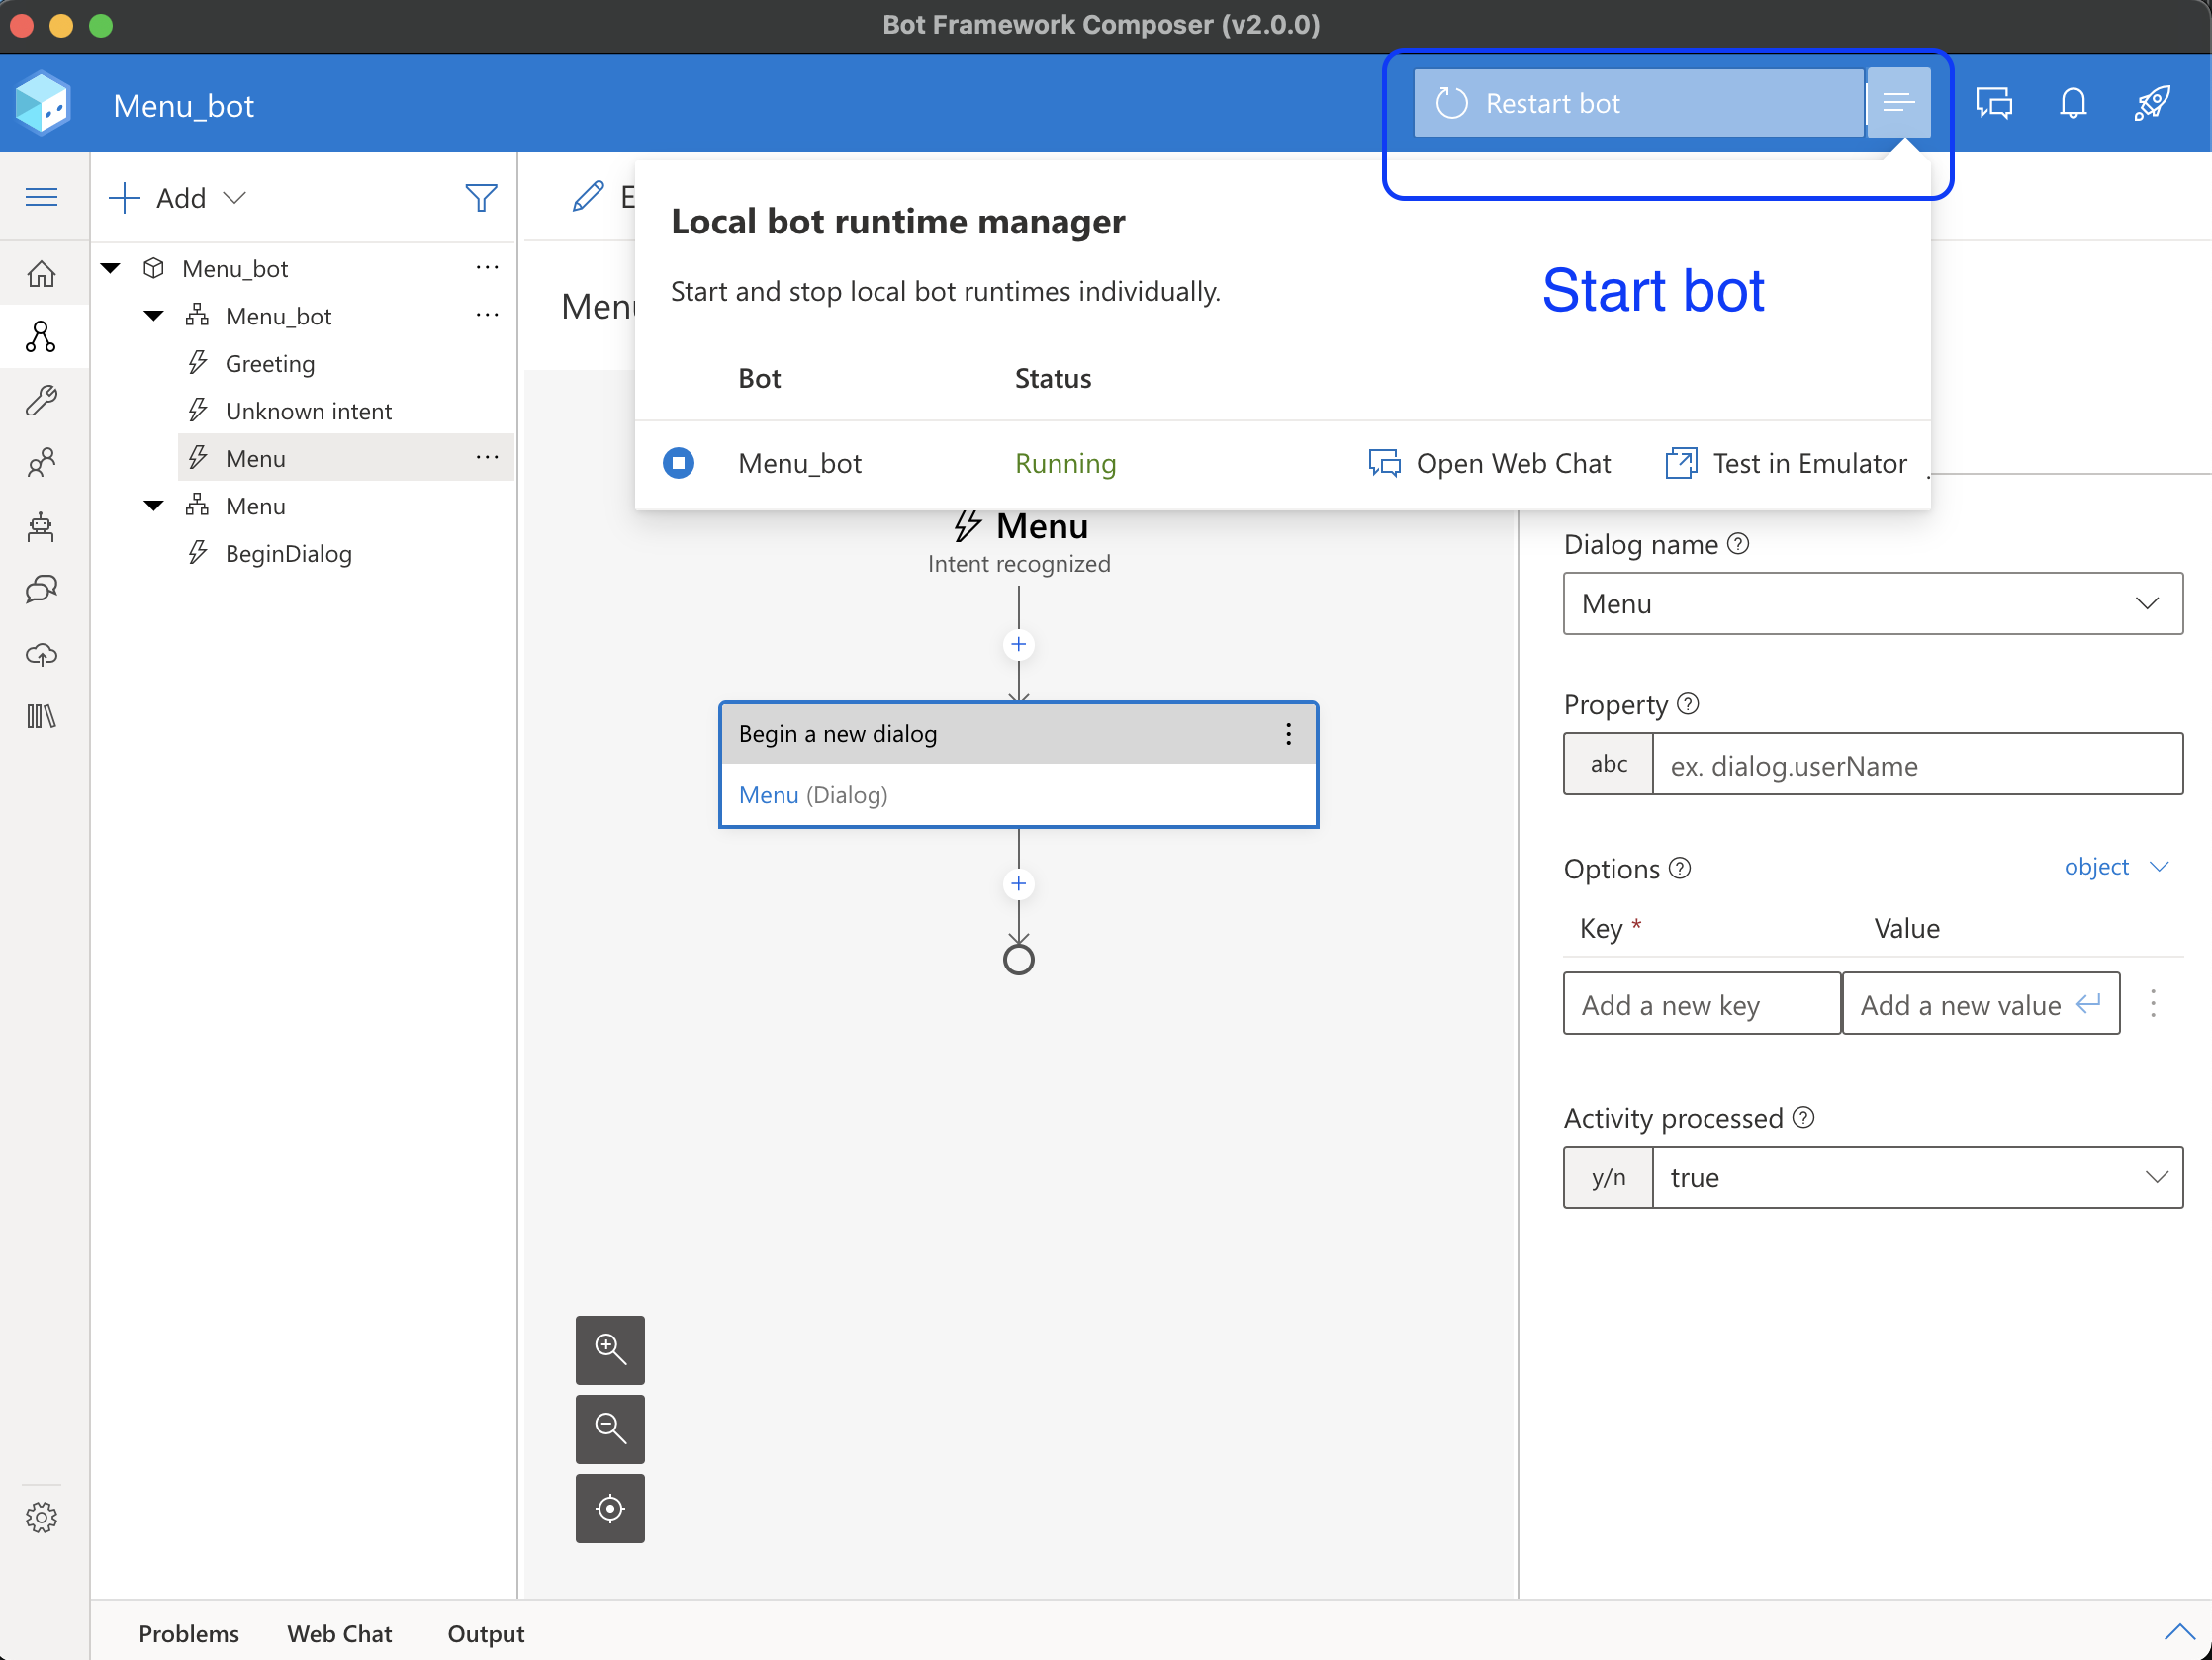 Bot Framework Composer (v2.0.0)
Menu_bot
Restart bot
Add
E
Menu_bot
Menu_bot
Greeting
Unknown intent
Menu
Menu
BeginDialog
Menu
Local bot runtime manager
Start and stop local bot runtimes individually.
Start bot
Bot Status
Menu_bot Running Open Web Chat Test in Emulator
Menu
Intent recognized
Begin a new dialog
Menu (Dialog)
Dialog name
Menu
Property
abc ex. dialog.userName
Options object
Key * Value
Add a new key Add a new value
Activity processed
y/n true
Problems Web Chat Output